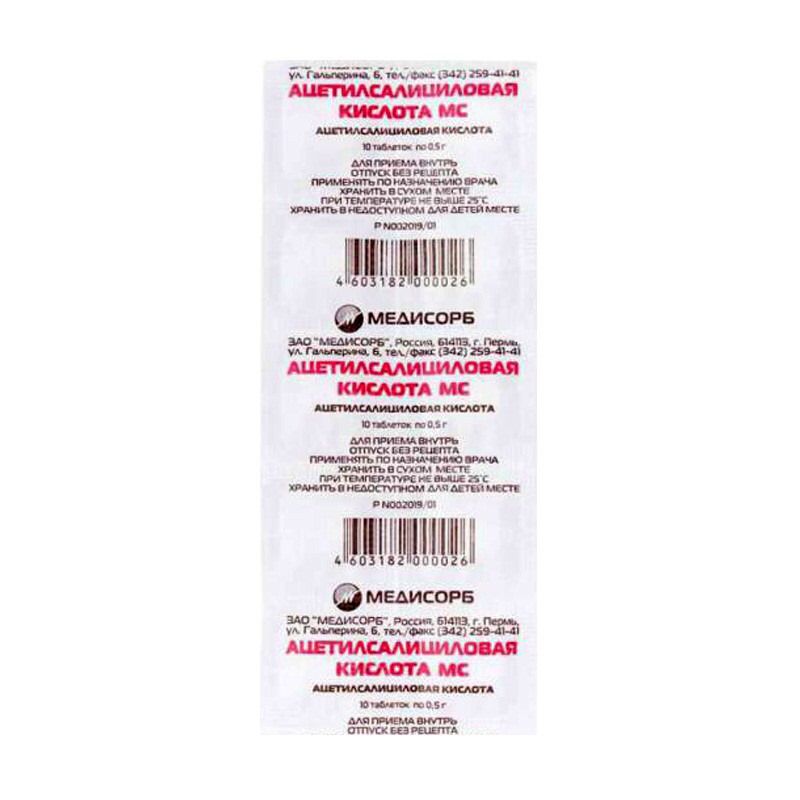 ЗАО "МЕДИСОРБ",
ул. Гальперина, 6, тел./факс (342) 259-41-41
АЦЕТИЛСАЛИЦИЛОВАЯ
КИСЛОТА МС
АЦЕТИЛСАЛИЦИЛОВАЯ КИСЛОТА
10 таблеток по 0,5 г
ДЛЯ ПРИЕМА ВНУТРЬ
ОТПУСК БЕЗ РЕЦЕПТА
ПРИМЕНЯТЬ ПО НАЗНАЧЕНИЮ ВРАЧА
ХРАНИТЬ В СУХОМ МЕСТЕ
ПРИ ТЕМПЕРАТУРЕ НЕ ВЫШЕ 25°С
ХРАНИТЬ В НЕДОСТУПНОМ ДЛЯ ДЕТЕЙ МЕСТЕ
Р N002019/01
4 603182 000026
МЕДИСОРБ
ЗАО "МЕДИСОРБ", Россия, 614113, г. Пермь,
ул. Гальперина, 6, тел./факс (342) 259-41-41
АЦЕТИЛСАЛИЦИЛОВАЯ
КИСЛОТА МС
АЦЕТИЛСАЛИЦИЛОВАЯ КИСЛОТА
10 таблеток по 0,5 г
ДЛЯ ПРИЕМА ВНУТРЬ
ОТПУСК БЕЗ РЕЦЕПТА
ПРИМЕНЯТЬ ПО НАЗНАЧЕНИЮ ВРАЧА
ХРАНИТЬ В СУХОМ МЕСТЕ
ПРИ ТЕМПЕРАТУРЕ НЕ ВЫШЕ 25°С
ХРАНИТЬ В НЕДОСТУПНОМ ДЛЯ ДЕТЕЙ МЕСТЕ
Р N002019/01
4 603182 000026
МЕДИСОРБ
ЗАО "МЕДИСОРБ", Россия, 614113, г. Пермь,
ул. Гальперина, 6, тел./факс (342) 259-41-41
АЦЕТИЛСАЛИЦИЛОВАЯ
КИСЛОТА МС
АЦЕТИЛСАЛИЦИЛОВАЯ КИСЛОТА
10 таблеток по 0,5 г
ДЛЯ ПРИЕМА ВНУТРЬ
ОТПУСК БЕЗ РЕЦЕПТА